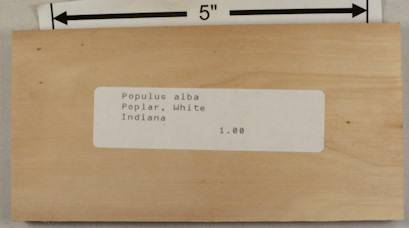 5"
Populus alba
Poplar, White
Indiana
1.00